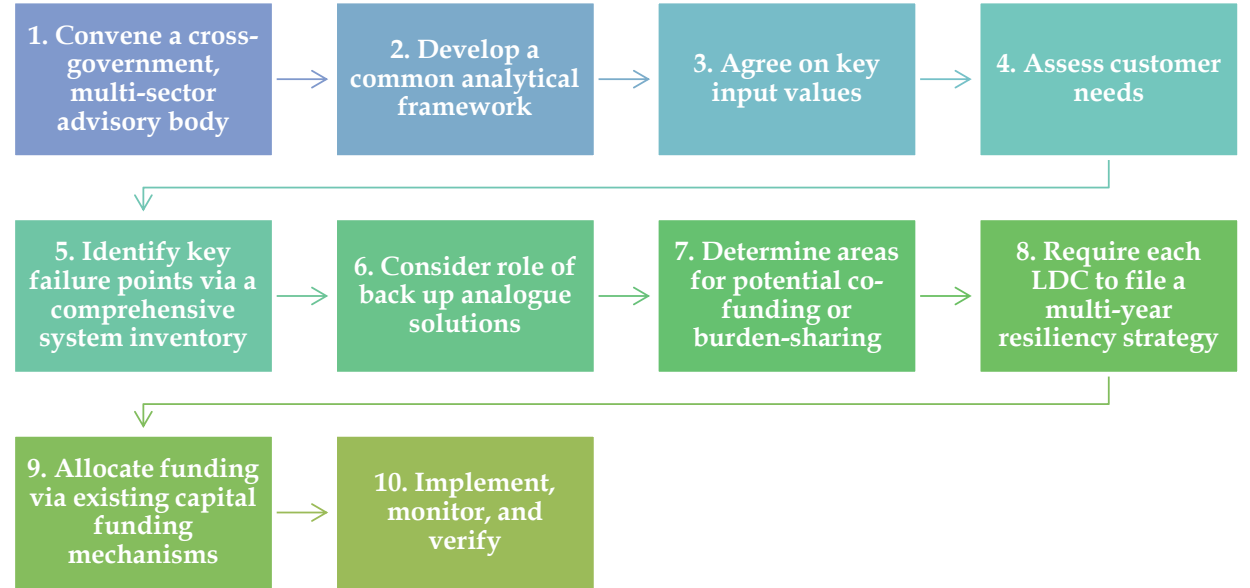 1. Convene a cross-
government,
multi-sector
advisory body
2. Develop a
common analytical
framework
3. Agree on key
input values
4. Assess customer
needs
5. Identify key
failure points via a
comprehensive
system inventory
6. Consider role of
back up analogue
solutions
7. Determine areas
for potential co-
funding or
burden-sharing
8. Require each
LDC to file a
multi-year
resiliency strategy
9. Allocate funding
via existing capital
funding
mechanisms
10. Implement,
monitor, and
verify